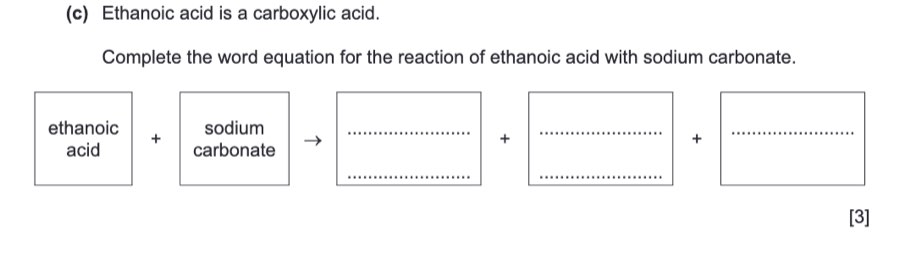 (c) Ethanoic acid is a carboxylic acid.
Complete the word equation for the reaction of ethanoic acid with sodium carbonate.
ethanoic
acid
+
sodium
carbonate
→
..........................
..........................
+
..........................
..........................
+
..........................
[3]